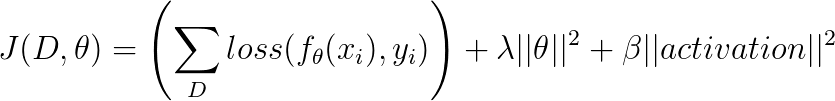 J(D, θ) = (∑_D loss(f_θ(x_i), y_i)) + λ||θ||² + β||activation||²